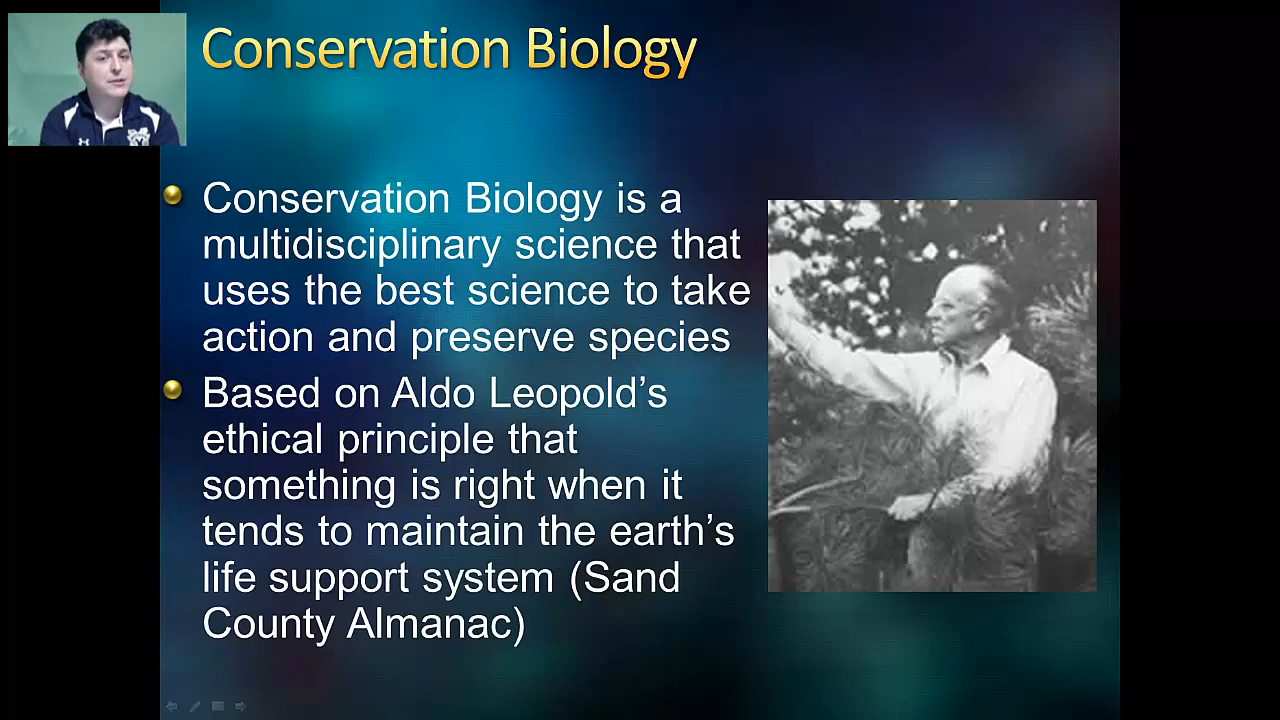 Conservation Biology
Conservation Biology is a
multidisciplinary science that
uses the best science to take
action and preserve species
Based on Aldo Leopold’s
ethical principle that
something is right when it
tends to maintain the earth’s
life support system (Sand
County Almanac)